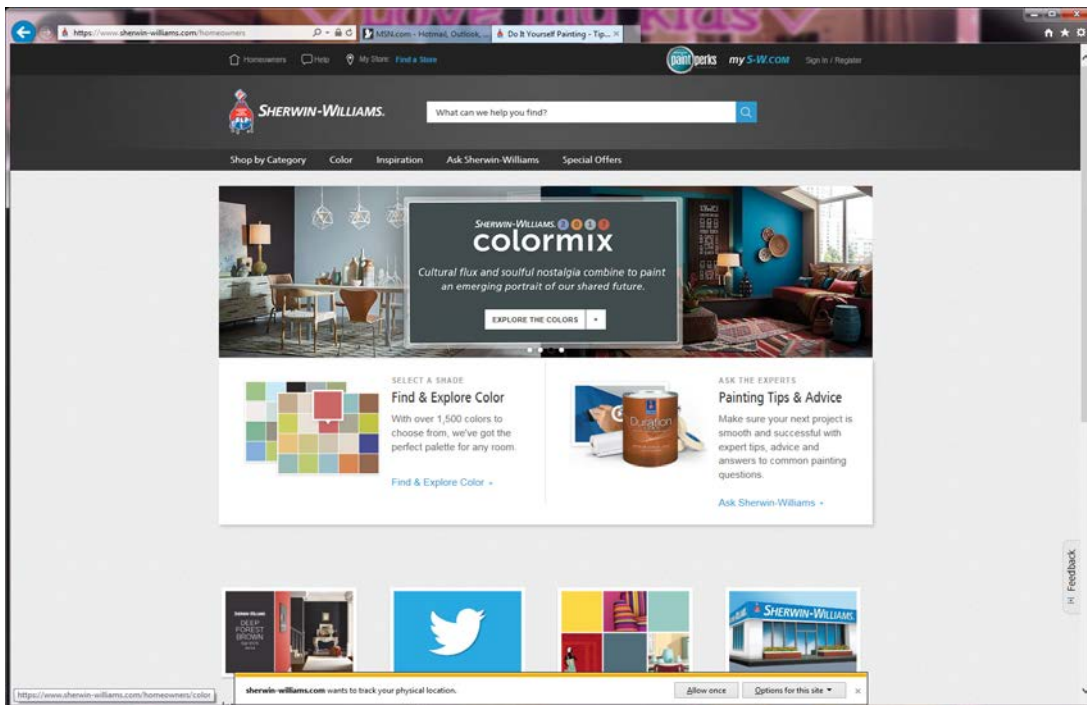 Love my kids
https://www.sherwin-williams.com/homeowners
MSN.com - Hotmail, Outlook, ...
Do It Yourself Painting - Tip...
Homeowners
Help
My Store: Find a Store
paint perks
my S-W.COM
Sign In / Register
SHERWIN-WILLIAMS.
What can we help you find?
Shop by Category
Color
Inspiration
Ask Sherwin-Williams
Special Offers
SHERWIN-WILLIAMS. 2017
colormix
Cultural flux and soulful nostalgia combine to paint
an emerging portrait of our shared future.
EXPLORE THE COLORS
SELECT A SHADE
Find & Explore Color
With over 1,500 colors to
choose from, we've got the
perfect palette for any room
Find & Explore Color
ASK THE EXPERTS
Painting Tips & Advice
Duration
Make sure your next project is
smooth and successful with
expert tips, advice and
answers to common painting
questions.
Ask Sherwin-Williams
Feedback
DEEP
FOREST
BROWN
SHERWIN-WILLIAMS.
https://www.sherwin-williams.com/homeowners/color
sherwin-williams.com wants to track your physical location.
Allow once
Options for this site